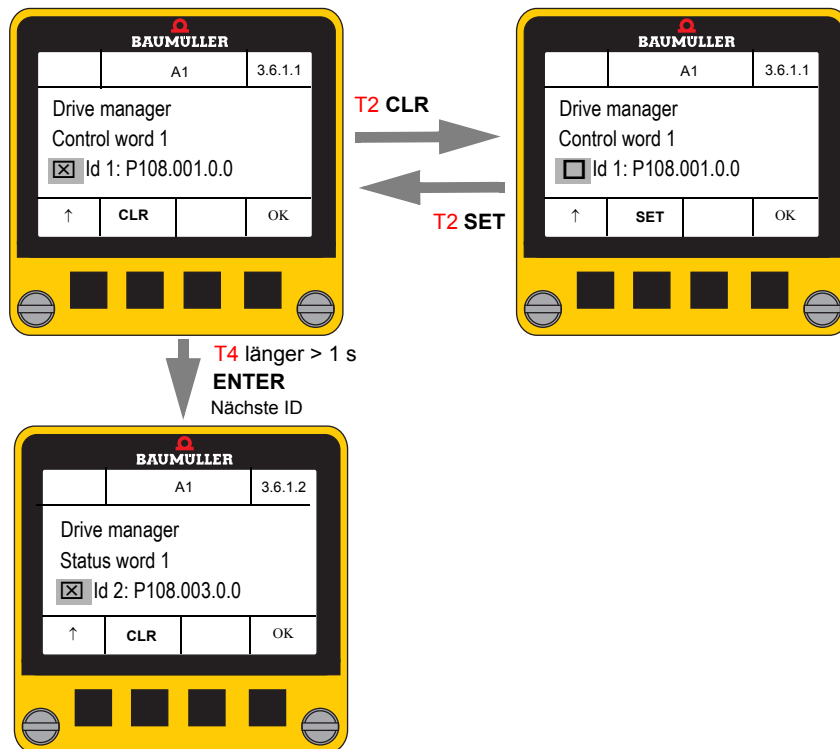 BAUMÜLLER
A1 3.6.1.1
Drive manager
Control word 1
Id 1: P108.001.0.0
↑ CLR OK
T2 CLR
T2 SET
BAUMÜLLER
A1 3.6.1.1
Drive manager
Control word 1
Id 1: P108.001.0.0
↑ SET OK
T4 länger > 1 s
ENTER
Nächste ID
BAUMÜLLER
A1 3.6.1.2
Drive manager
Status word 1
Id 2: P108.003.0.0
↑ CLR OK